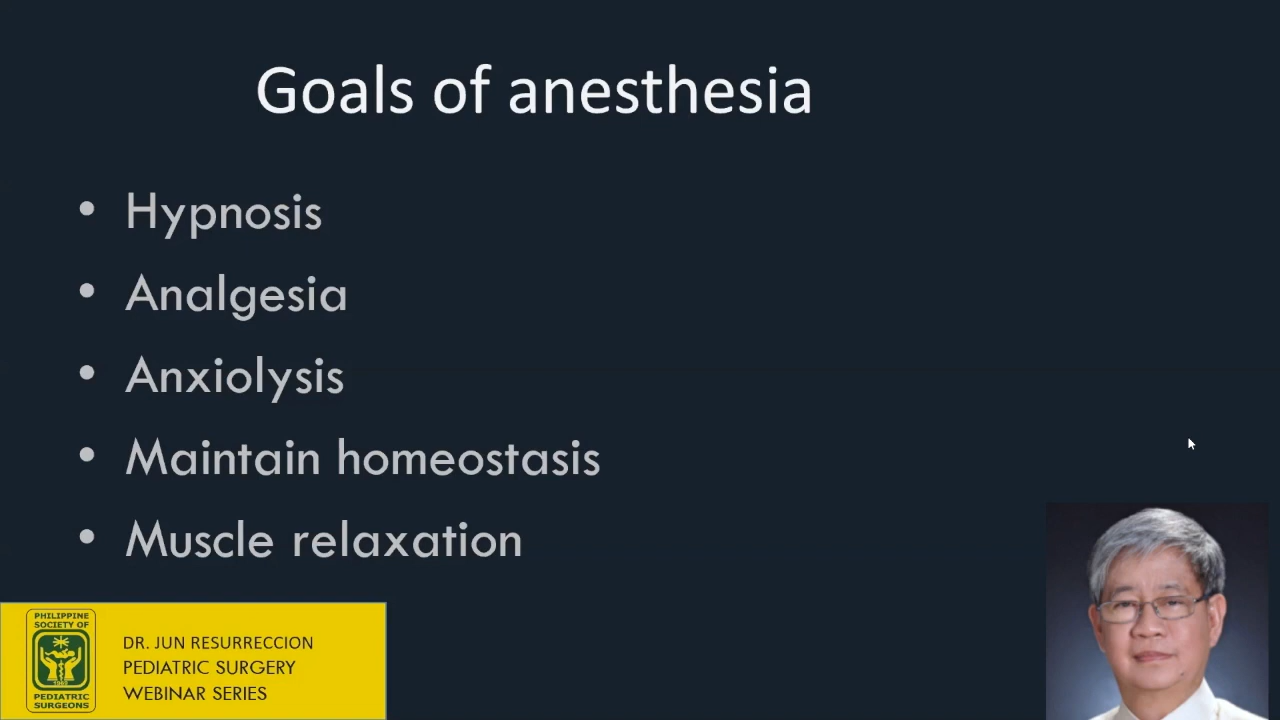 Goals of anesthesia
• Hypnosis
• Analgesia
• Anxiolysis
• Maintain homeostasis
• Muscle relaxation
PHILIPPINE
SOCIETY OF
1965
PEDIATRIC
SURGEONS
DR. JUN RESURRECCION
PEDIATRIC SURGERY
WEBINAR SERIES